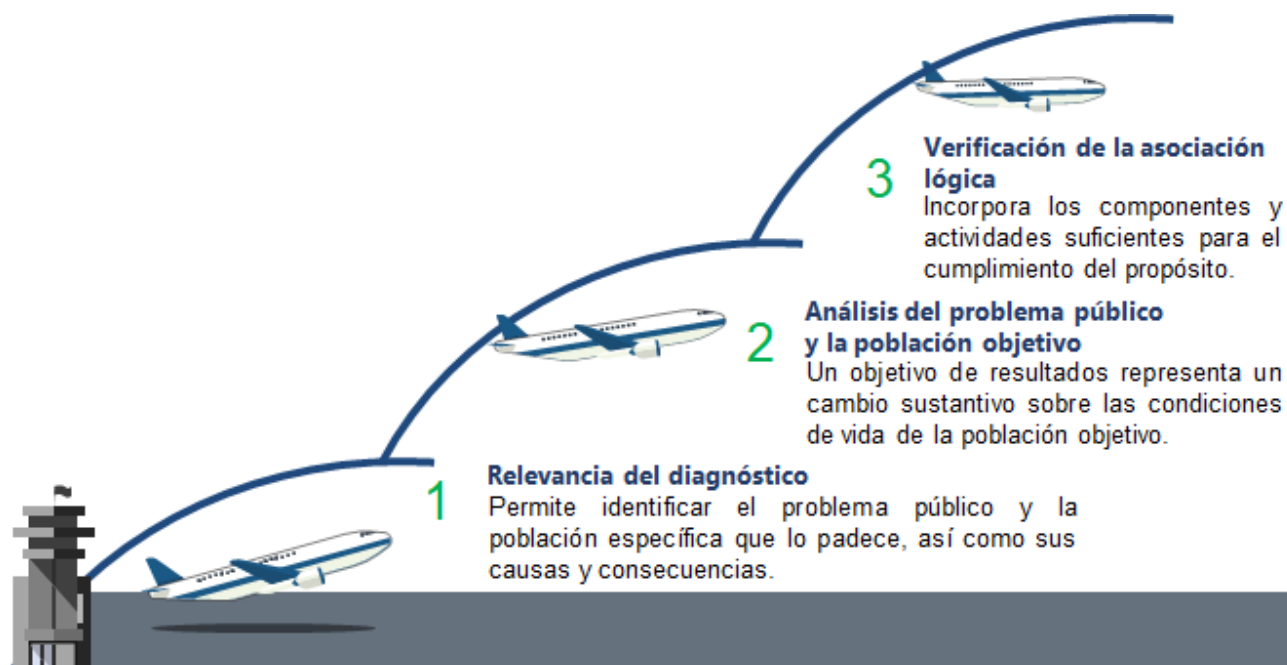 3
Verificación de la asociación
lógica
Incorpora los componentes y
actividades suficientes para el
cumplimiento del propósito.
2
Análisis del problema público
y la población objetivo
Un objetivo de resultados representa un
cambio sustantivo sobre las condiciones
de vida de la población objetivo.
1
Relevancia del diagnóstico
Permite identificar el problema público y la
población específica que lo padece, así como sus
causas y consecuencias.